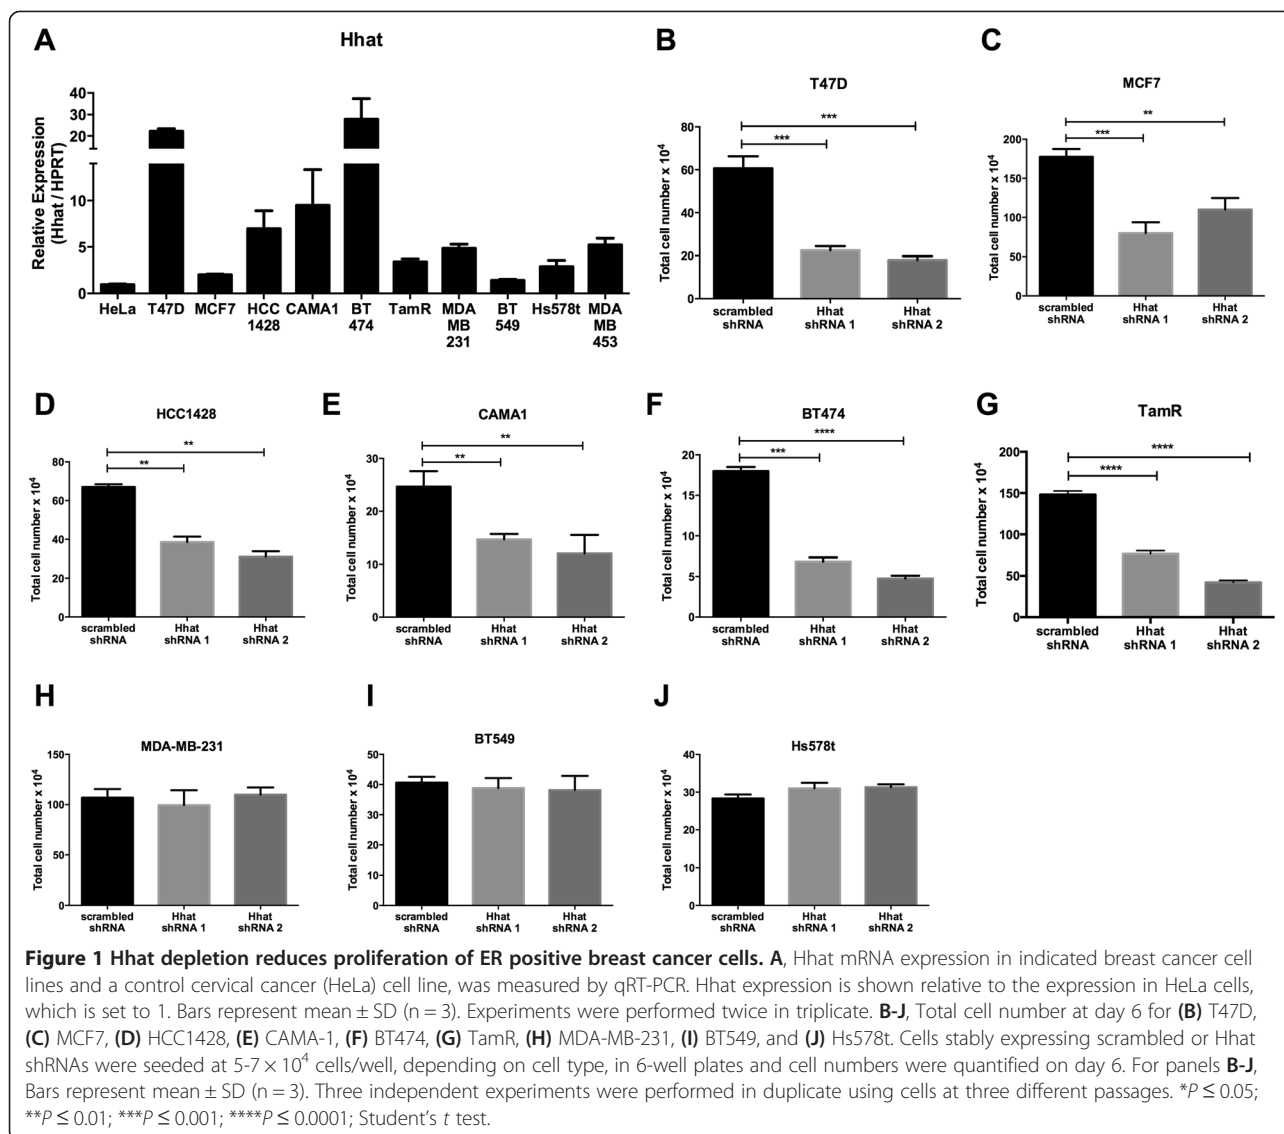 A
Hhat
Relative Expression
(Hhat / HPRT)
40
30
20
10
5
0
HeLa
T47D
MCF7
HCC
1428
CAMA1
BT
474
TamR
MDA
MB
231
BT
549
Hs578t
MDA
MB
453
B
T47D
***
***
Total cell number x 10⁴
80
60
40
20
0
scrambled
shRNA
Hhat
shRNA 1
Hhat
shRNA 2
C
MCF7
**
***
Total cell number x 10⁴
200
150
100
50
0
scrambled
shRNA
Hhat
shRNA 1
Hhat
shRNA 2
D
HCC1428
**
**
Total cell number x 10⁴
80
60
40
20
0
scrambled
shRNA
Hhat
shRNA 1
Hhat
shRNA 2
E
CAMA1
**
**
Total cell number x 10⁴
30
20
10
0
scrambled
shRNA
Hhat
shRNA 1
Hhat
shRNA 2
F
BT474
****
***
Total cell number x 10⁴
20
15
10
5
0
scrambled
shRNA
Hhat
shRNA 1
Hhat
shRNA 2
G
TamR
****
****
Total cell number x 10⁴
200
150
100
50
0
scrambled
shRNA
Hhat
shRNA 1
Hhat
shRNA 2
H
MDA-MB-231
Total cell number x 10⁴
150
100
50
0
scrambled
shRNA
Hhat
shRNA 1
Hhat
shRNA 2
I
BT549
Total cell number x 10⁴
50
40
30
20
10
0
scrambled
shRNA
Hhat
shRNA 1
Hhat
shRNA 2
J
Hs578t
Total cell number x 10⁴
40
30
20
10
0
scrambled
shRNA
Hhat
shRNA 1
Hhat
shRNA 2
Figure 1 Hhat depletion reduces proliferation of ER positive breast cancer cells. A, Hhat mRNA expression in indicated breast cancer cell
lines and a control cervical cancer (HeLa) cell line, was measured by qRT-PCR. Hhat expression is shown relative to the expression in HeLa cells,
which is set to 1. Bars represent mean ± SD (n = 3). Experiments were performed twice in triplicate. B-J, Total cell number at day 6 for (B) T47D,
(C) MCF7, (D) HCC1428, (E) CAMA-1, (F) BT474, (G) TamR, (H) MDA-MB-231, (I) BT549, and (J) Hs578t. Cells stably expressing scrambled or Hhat
shRNAs were seeded at 5-7 × 10⁴ cells/well, depending on cell type, in 6-well plates and cell numbers were quantified on day 6. For panels B-J,
Bars represent mean ± SD (n = 3). Three independent experiments were performed in duplicate using cells at three different passages. *P ≤ 0.05;
**P ≤ 0.01; ***P ≤ 0.001; ****P ≤ 0.0001; Student's t test.